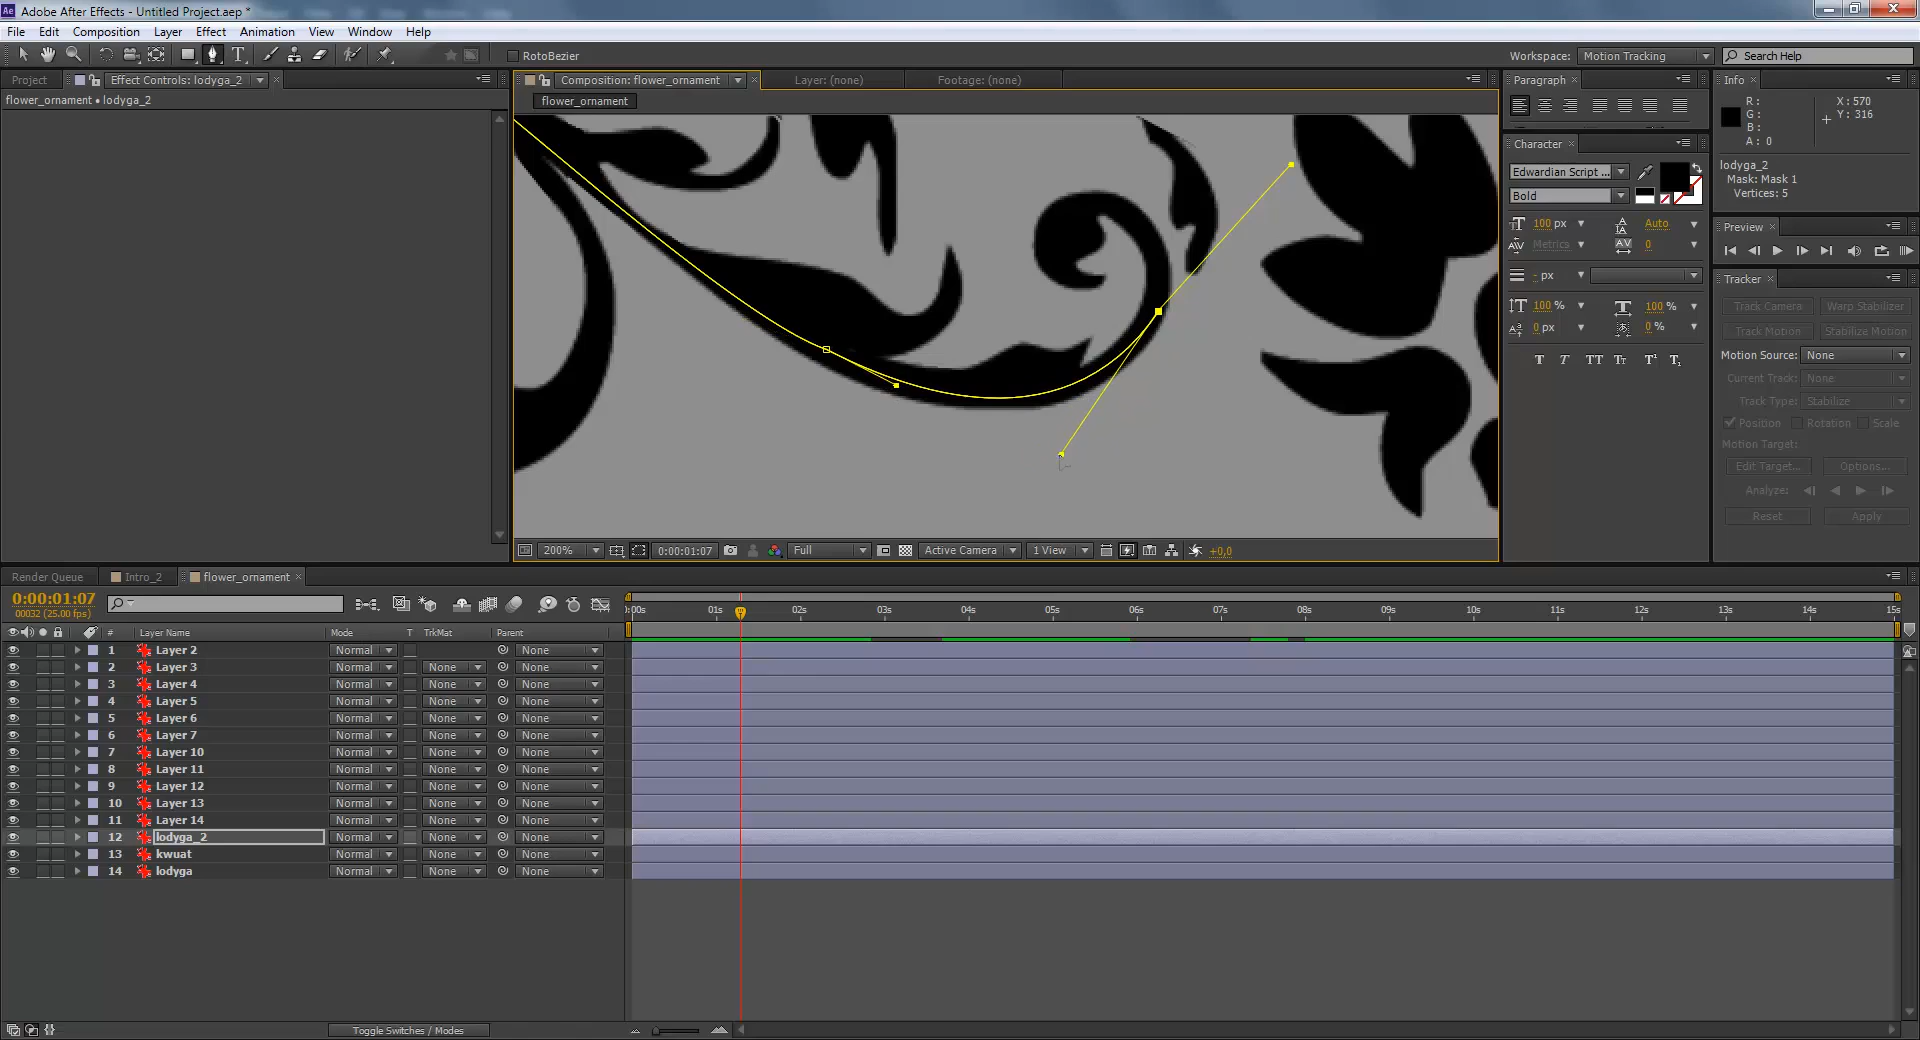 Adobe After Effects - Untitled Project.aep *
File Edit Composition Layer Effect Animation View Window Help
RotoBezier
Workspace: Motion Tracking
Search Help
Project Effect Controls: lodyga_2
flower_ornament • lodyga_2
Composition: flower_ornament
Layer: (none)
Footage: (none)
flower_ornament
200% 0:00:01:07 Full Active Camera 1 View +0,0
Paragraph
Character
Edwardian Script ...
Bold
100 px Auto
Metrics 0
- px
100 % 100 %
0 px 0 %
T T TT Tt T¹ T₁
Info
R :
G :
B :
A : 0
X : 570
Y : 316
lodyga_2
Mask: Mask 1
Vertices: 5
Preview
Tracker
Track Camera Warp Stabilizer
Track Motion Stabilize Motion
Motion Source: None
Current Track: None
Track Type: Stabilize
Position Rotation Scale
Motion Target:
Edit Target... Options...
Analyze:
Reset Apply
Render Queue Intro_2 flower_ornament
0:00:01:07
00032 (25.00 fps)
):00s 01s 02s 03s 04s 05s 06s 07s 08s 09s 10s 11s 12s 13s 14s 15s
# Layer Name Mode T TrkMat Parent
1 Layer 2 Normal None
2 Layer 3 Normal None None
3 Layer 4 Normal None None
4 Layer 5 Normal None None
5 Layer 6 Normal None None
6 Layer 7 Normal None None
7 Layer 10 Normal None None
8 Layer 11 Normal None None
9 Layer 12 Normal None None
10 Layer 13 Normal None None
11 Layer 14 Normal None None
12 lodyga_2 Normal None None
13 kwuat Normal None None
14 lodyga Normal None None
Toggle Switches / Modes